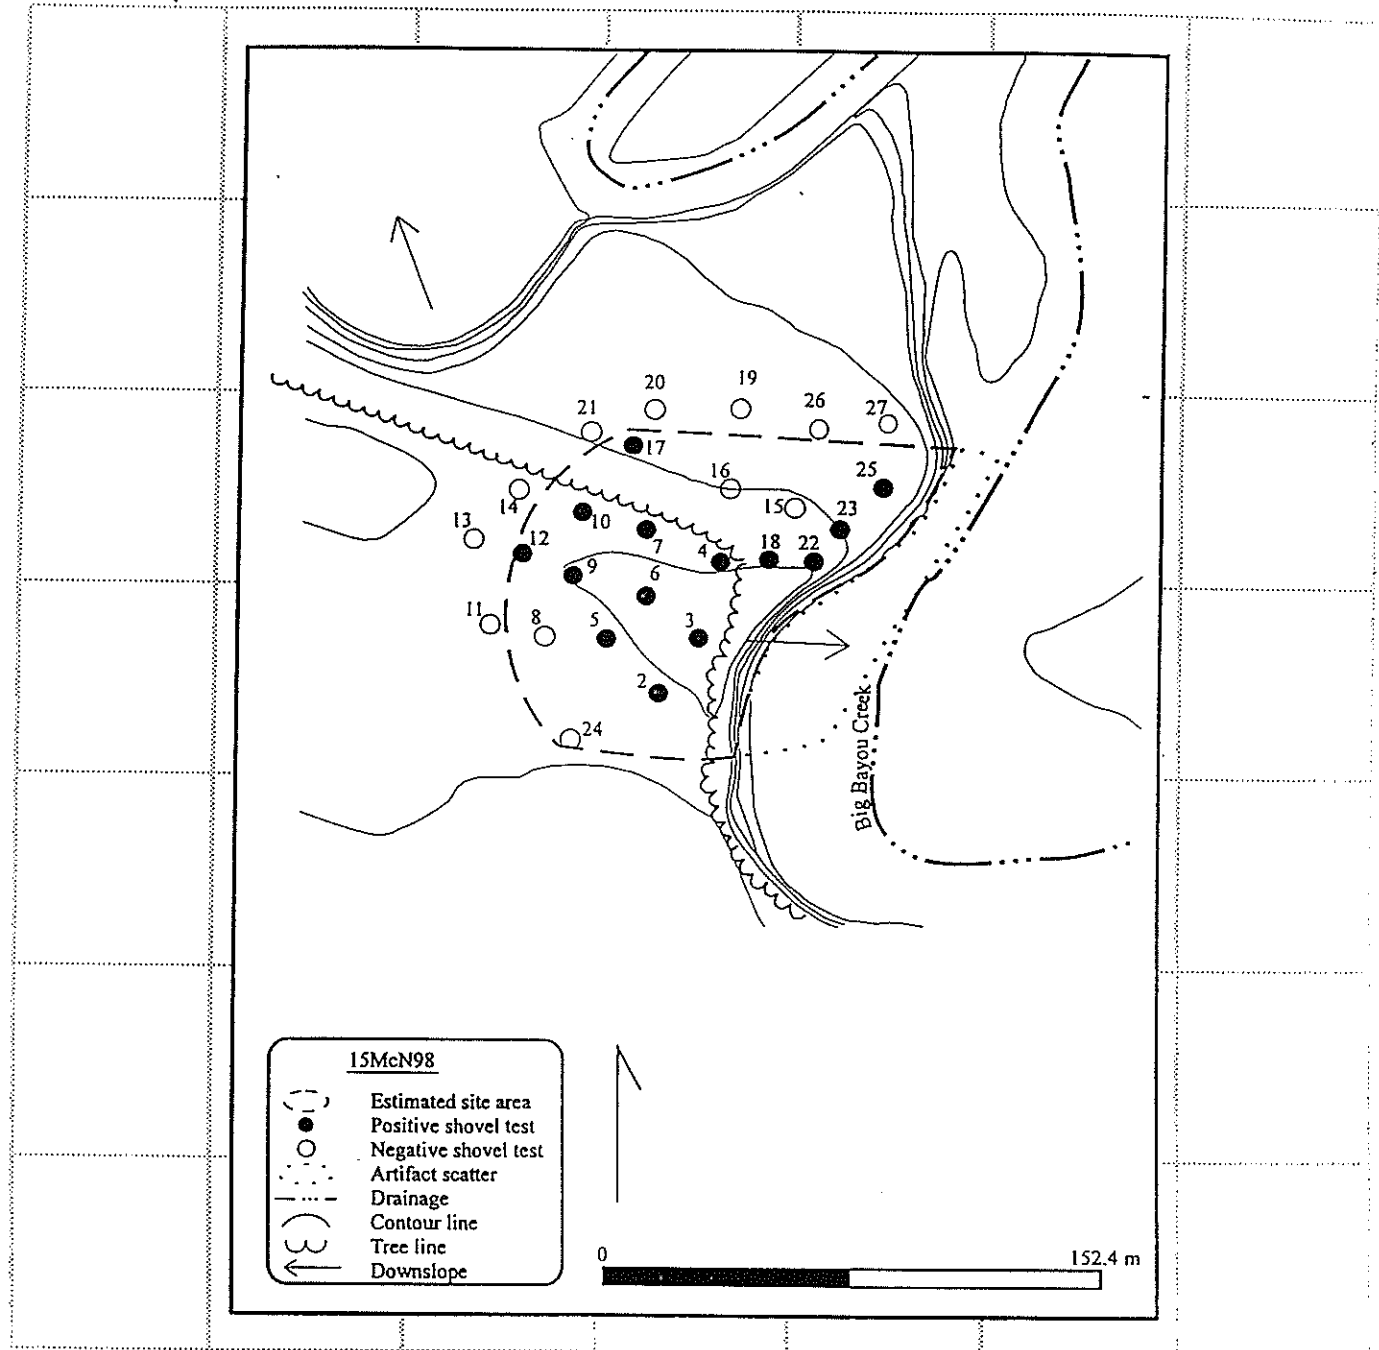 20
19
21
26
27
17
16
25
14
15
23
13
10
12
7
4
18
22
9
6
11
8
5
3
2
24
Big Bayou Creek
15McN98
Estimated site area
Positive shovel test
Negative shovel test
Artifact scatter
Drainage
Contour line
Tree line
Downslope
0
152.4 m